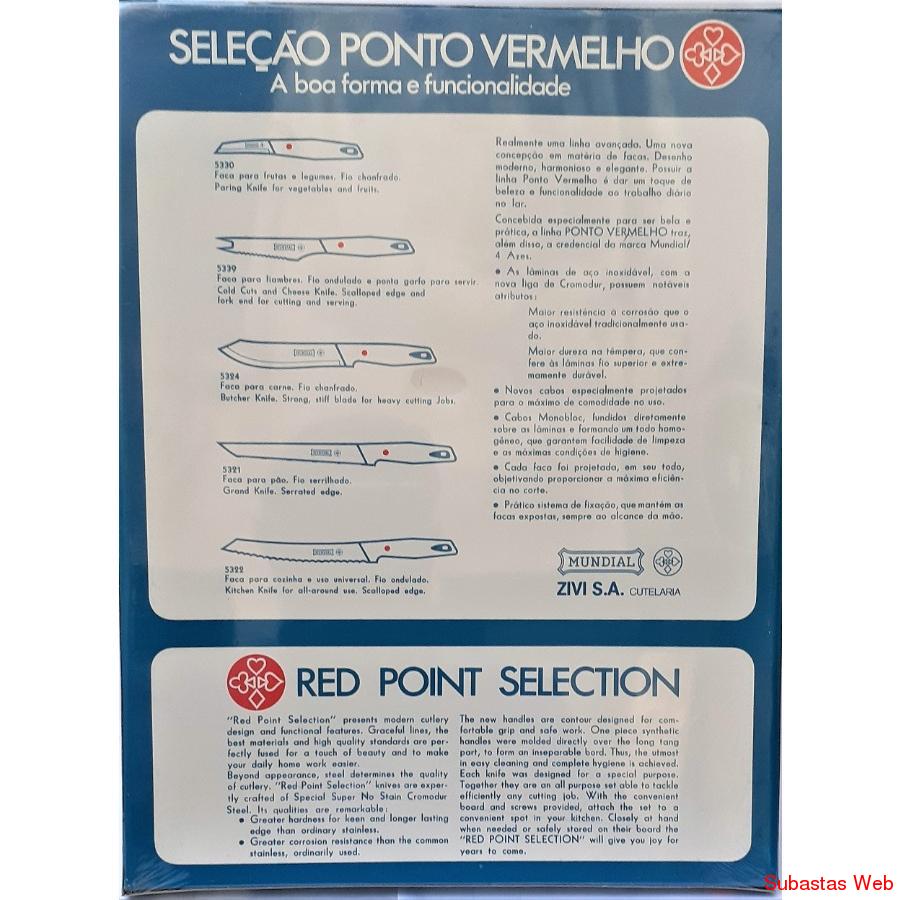 SELEÇÃO PONTO VERMELHO
A boa forma e funcionalidade
5330
Faca para frutas e legumes. Fio chanfrado.
Paring Knife for vegetables and fruits.
5339
Faca para fiambres. Fio ondulado e ponta garfo para servir.
Cold Cuts and Cheese Knife. Scalloped edge and
fork end for cutting and serving.
5324
Faca para carne. Fio chanfrado.
Butcher Knife. Strong, stiff blade for heavy cutting Jobs.
5321
Faca para pão. Fio serrilhado.
Grand Knife. Serrated edge.
5322
Faca para cozinha e uso universal. Fio ondulado.
Kitchen Knife for all-around use. Scalloped edge.
Realmente uma linha avançada. Uma nova
concepção em matéria de facas. Desenho
moderno, harmonioso e elegante. Possuir a
linha Ponto Vermelho é dar um toque de
beleza e funcionalidade ao trabalho diário
no lar.
Concebida especialmente para ser bela e
prática, a linha PONTO VERMELHO traz,
além disso, a credencial da marca Mundial/
4 Azes.
• As lâminas de aço inoxidável, com a
nova liga de Cromodur, possuem notáveis
atributos:
Maior resistência à corrosão que o
aço inoxidável tradicionalmente usa-
do.
Maior dureza na têmpera, que con-
fere às lâminas fio superior e extre-
mamente durável.
• Novos cabos especialmente projetados
para o máximo de comodidade no uso.
• Cabos Monobloc, fundidos diretamente
sobre as lâminas e formando um todo homo-
gêneo, que garantem facilidade de limpeza
e as máximas condições de higiene.
• Cada faca foi projetada, em seu todo,
objetivando proporcionar a máxima eficiên-
cia no corte.
• Prático sistema de fixação, que mantém as
facas expostas, sempre ao alcance da mão.
MUNDIAL
ZIVI S.A. CUTELARIA
RED POINT SELECTION
"Red Point Selection" presents modern cutlery
design and functional features. Graceful lines, the
best materials and high quality standards are per-
fectly fused for a touch of beauty and to make
your daily home work easier.
Beyond appearance, steel determines the quality
of cutlery. "Red Point Selection" knives are exper-
tly crafted of Special Super No Stain Cromodur
Steel. Its qualities are remarkable:
• Greater hardness for keen and longer lasting
edge than ordinary stainless.
• Greater corrosion resistance than the common
stainless, ordinarily used.
The new handles are contour designed for com-
fortable grip and safe work. One piece synthetic
handles were molded directly over the long tang
part, to form an inseparable bord. Thus, the utmost
in easy cleaning and complete hygiene is achieved.
Each knife was designed for a special purpose.
Together they are an all purpose set able to tackle
efficiently any cutting job. With the convenient
board and screws provided, attach the set to a
convenient spot in your kitchen. Closely at hand
when needed or safely stored on their board the
"RED POINT SELECTION" will give you joy for
years to come.
Subastas Web